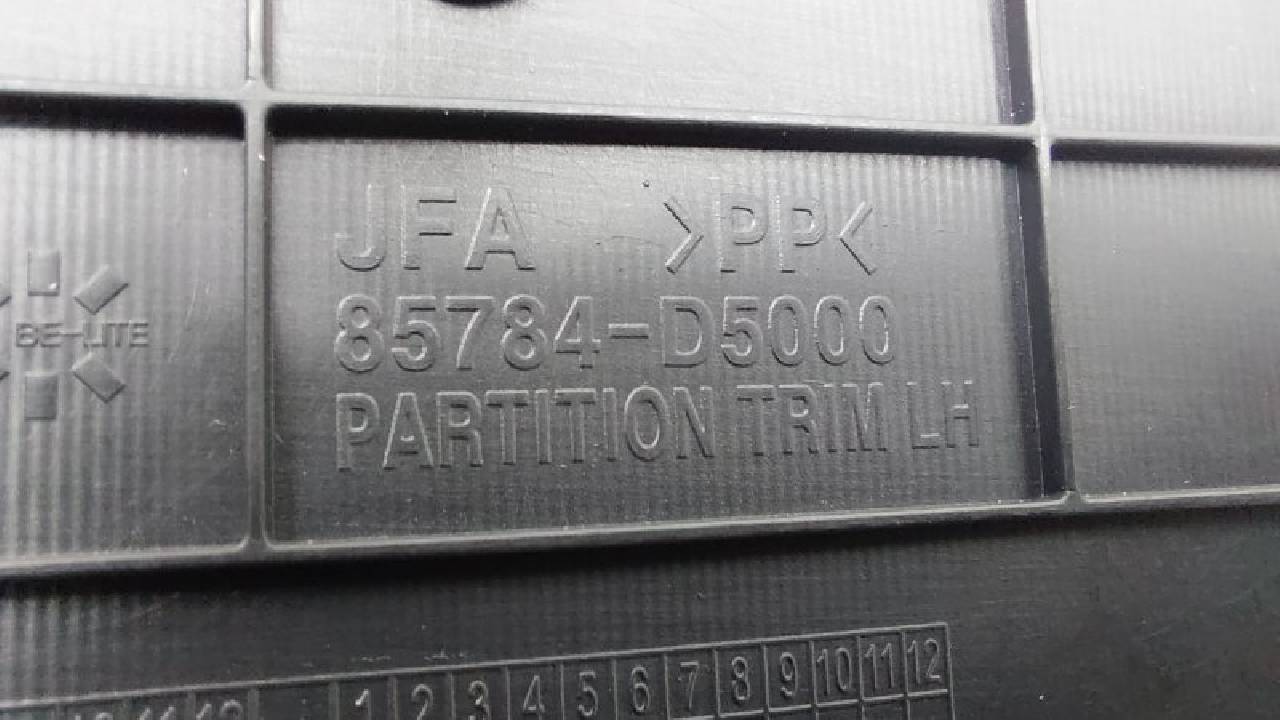 JFA >PP<
BE-LITE
85784-D5000
PARTITION TRIM LH
1 2 3 4 5 6 7 8 9 10 11 12